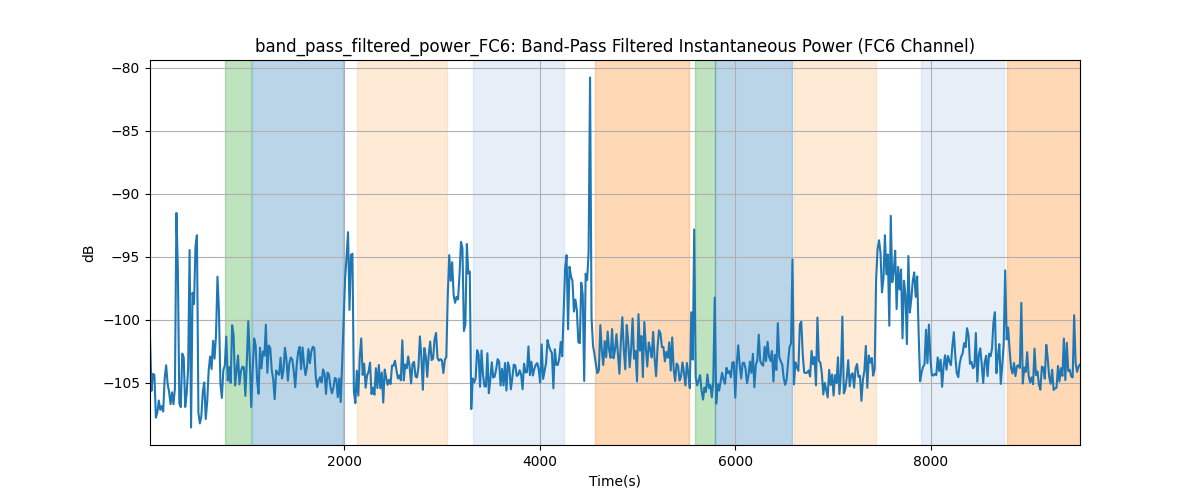 band_pass_filtered_power_FC6: Band-Pass Filtered Instantaneous Power (FC6 Channel)
−80
−85
−90
−95
−100
−105
dB
2000 4000 6000 8000
Time(s)